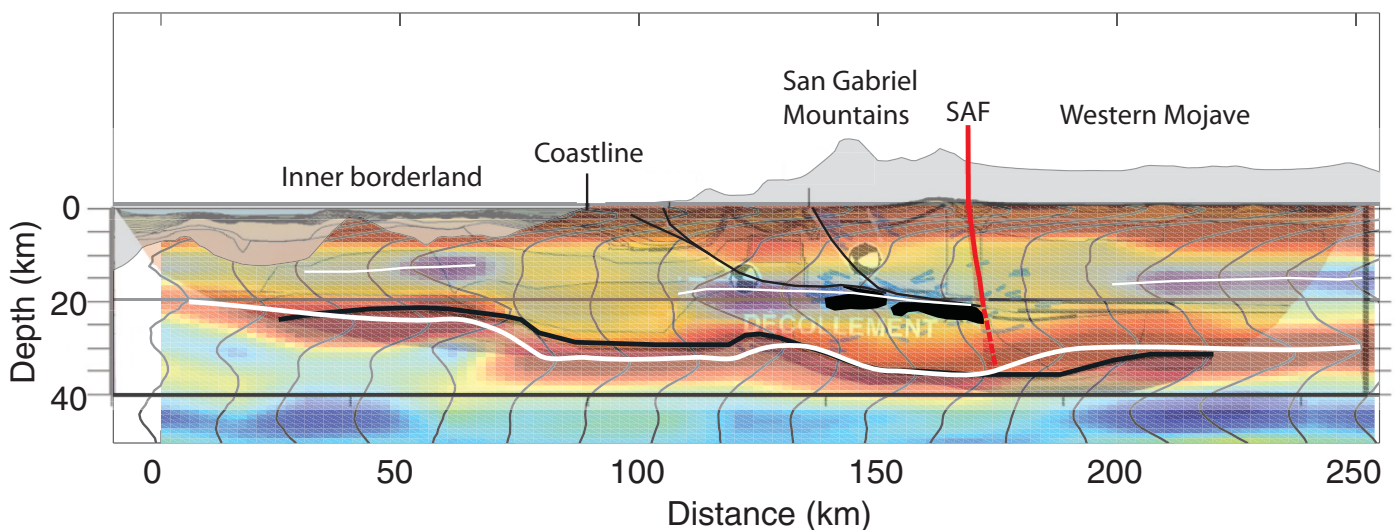 San Gabriel
Mountains
SAF
Western Mojave
Coastline
Inner borderland
0
20
40
Depth (km)
DECOLLEMENT
0
50
100
150
200
250
Distance (km)